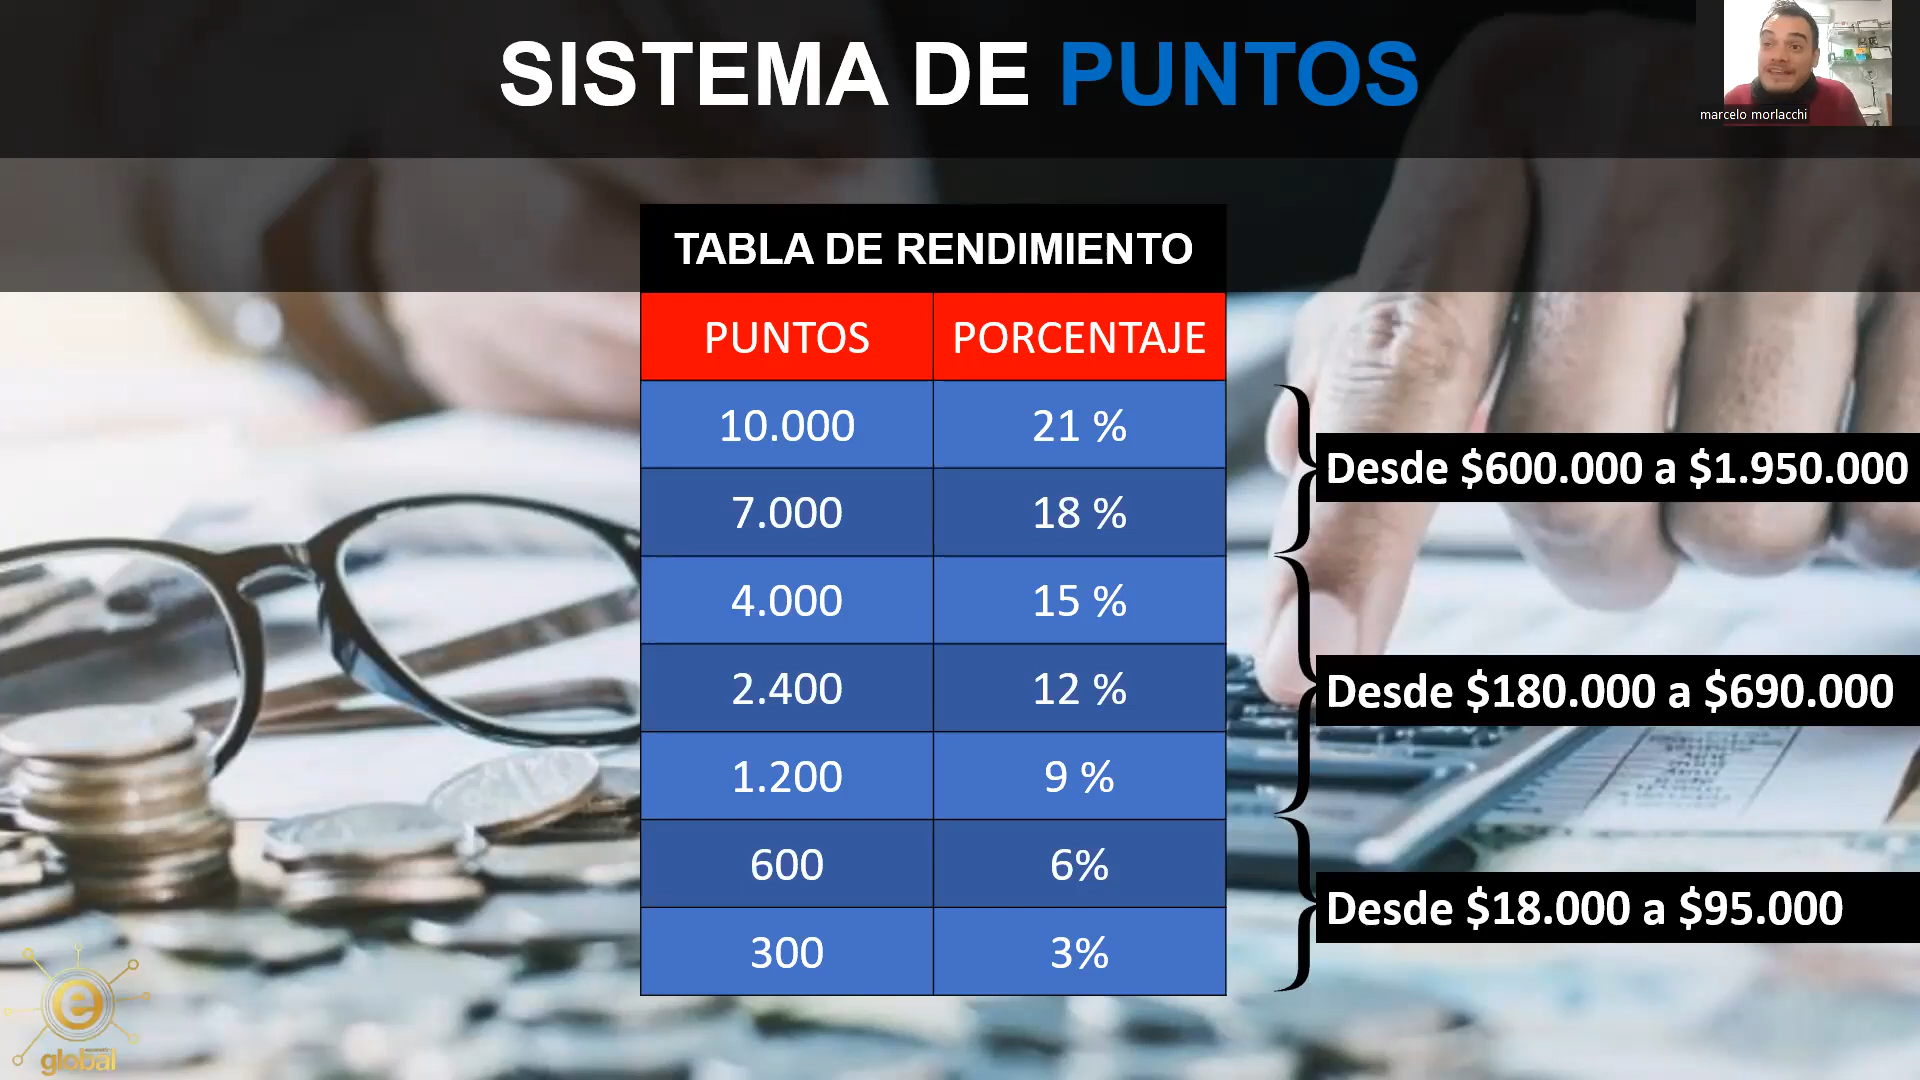 SISTEMA DE PUNTOS
marcelo morlacchi
TABLA DE RENDIMIENTO
PUNTOS PORCENTAJE
10.000 21 %
7.000 18 %
4.000 15 %
2.400 12 %
1.200 9 %
600 6%
300 3%
Desde $600.000 a $1.950.000
Desde $180.000 a $690.000
Desde $18.000 a $95.000
e
global